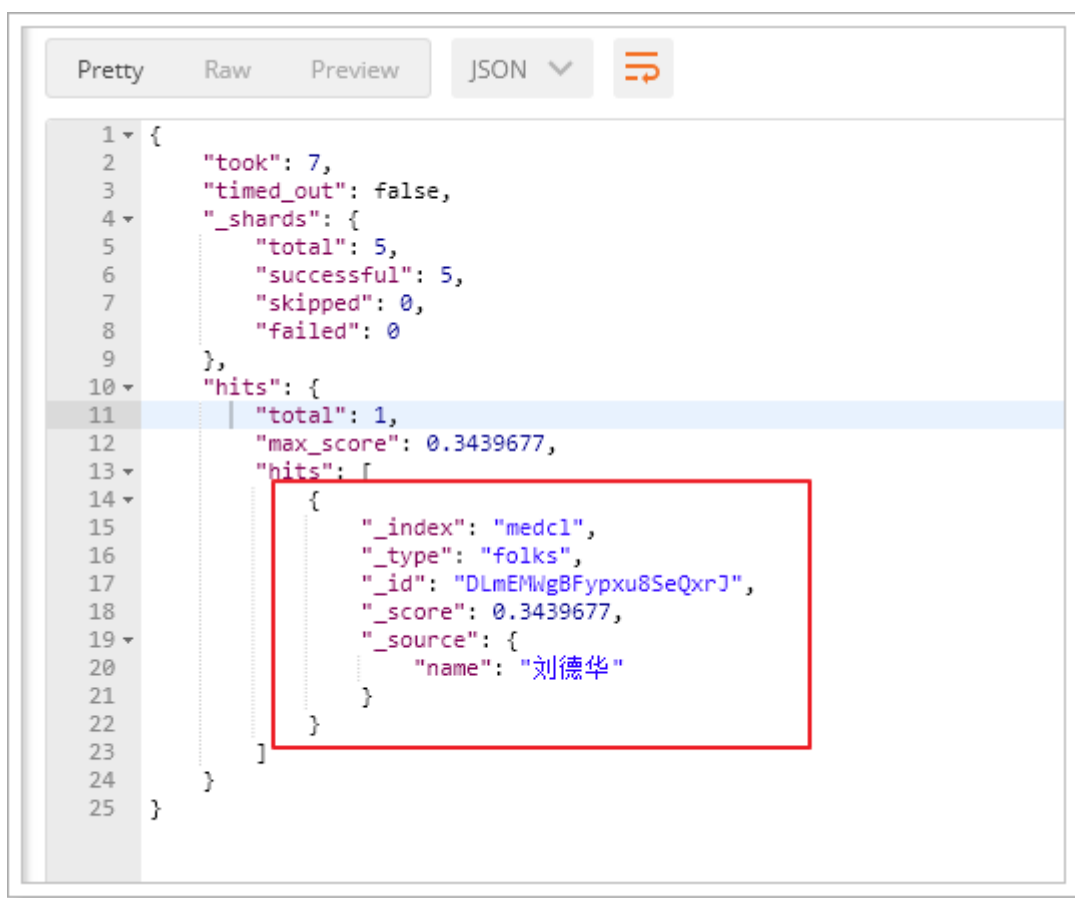 Pretty Raw Preview JSON
1 {
2 "took": 7,
3 "timed_out": false,
4 "_shards": {
5 "total": 5,
6 "successful": 5,
7 "skipped": 0,
8 "failed": 0
9 },
10 "hits": {
11 "total": 1,
12 "max_score": 0.3439677,
13 "hits": [
14 {
15 "_index": "medcl",
16 "_type": "folks",
17 "_id": "DLmEMWgBFypxu8SeQxrJ",
18 "_score": 0.3439677,
19 "_source": {
20 "name": "刘德华"
21 }
22 }
23 ]
24 }
25 }